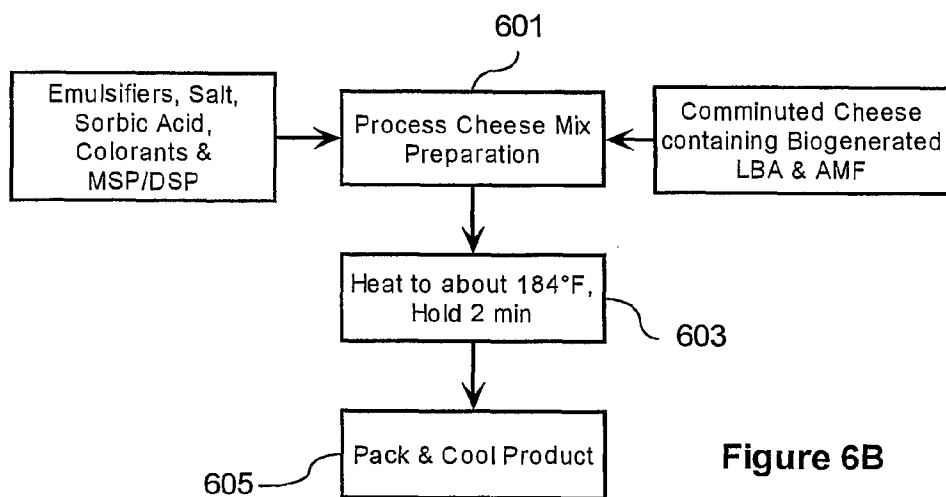 601
Emulsifiers, Salt,
Sorbic Acid,
Colorants &
MSP/DSP
Process Cheese Mix
Preparation
Comminuted Cheese
containing Biogenerated
LBA & AMF
Heat to about 184°F,
Hold 2 min
603
Pack & Cool Product
605
Figure 6B